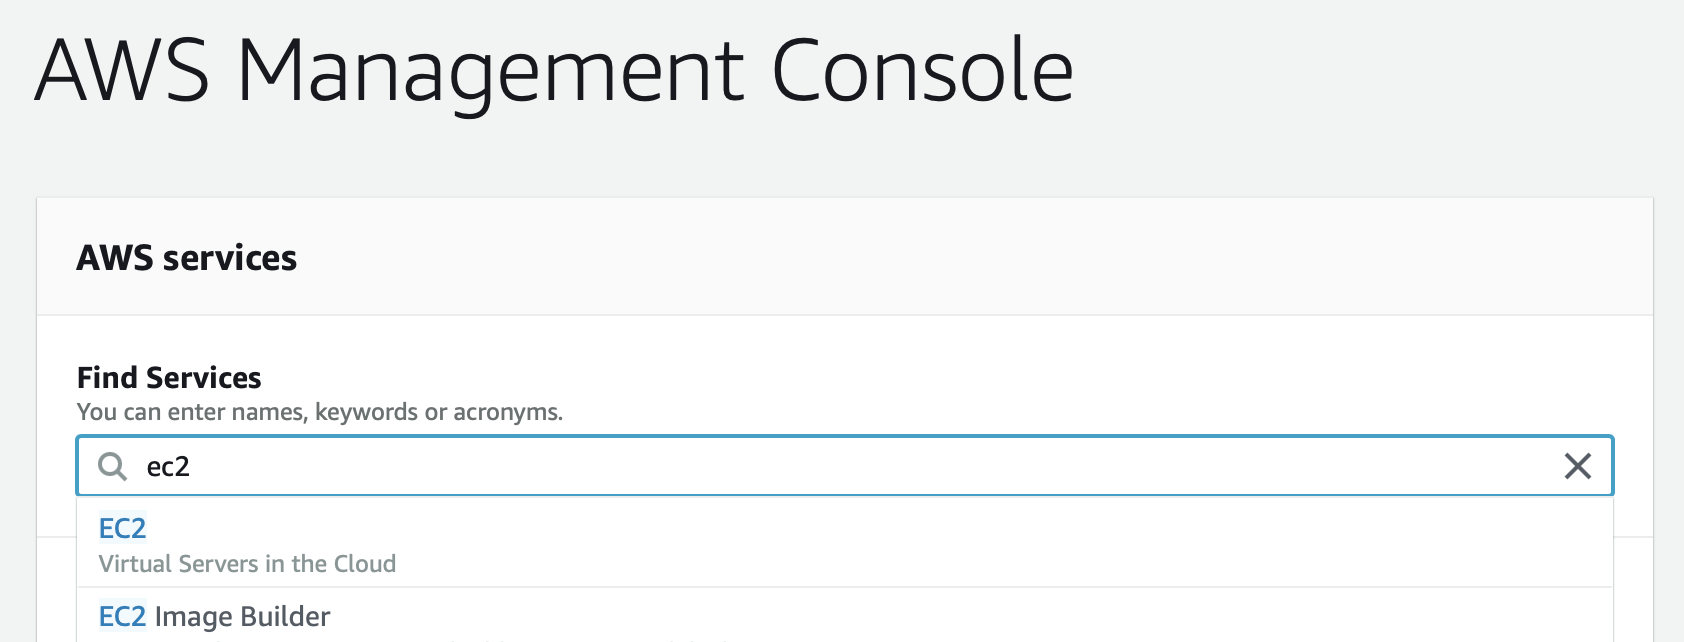 AWS Management Console
AWS services
Find Services
You can enter names, keywords or acronyms.
ec2
EC2
Virtual Servers in the Cloud
EC2 Image Builder